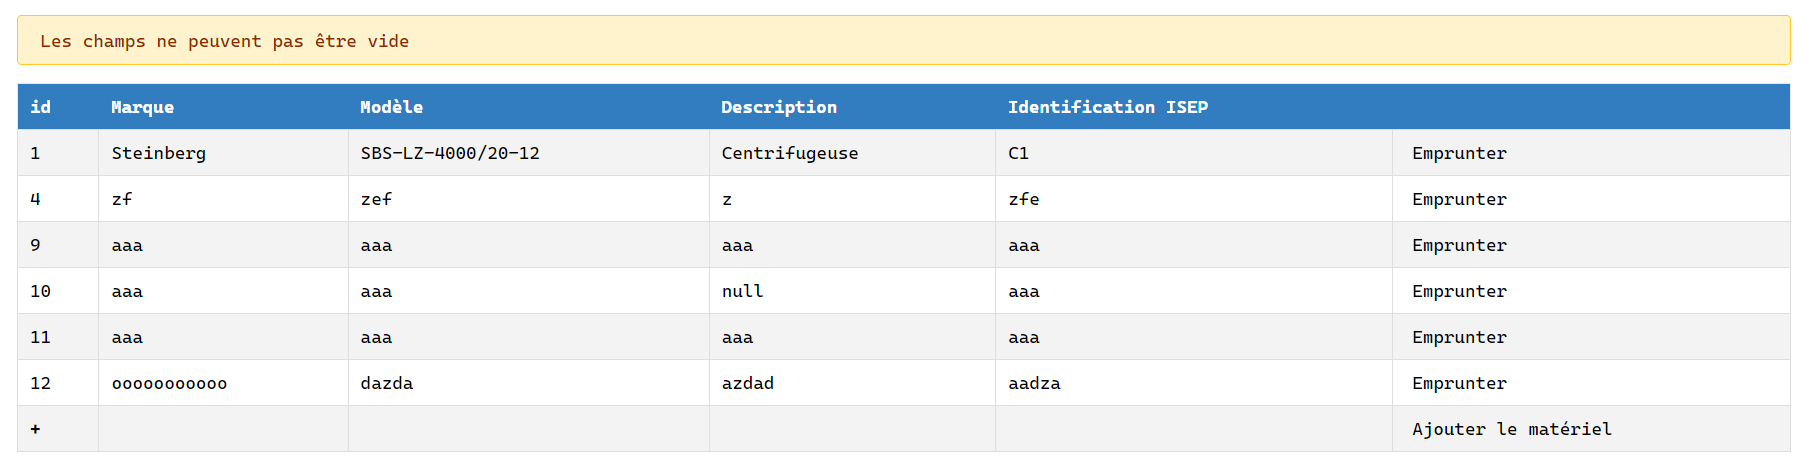 Les champs ne peuvent pas être vide
id Marque Modèle Description Identification ISEP
1 Steinberg SBS-LZ-4000/20-12 Centrifugeuse C1 Emprunter
4 zf zef z zfe Emprunter
9 aaa aaa aaa aaa Emprunter
10 aaa aaa null aaa Emprunter
11 aaa aaa aaa aaa Emprunter
12 ooooooooooo dazda azdad aadza Emprunter
+ Ajouter le matériel